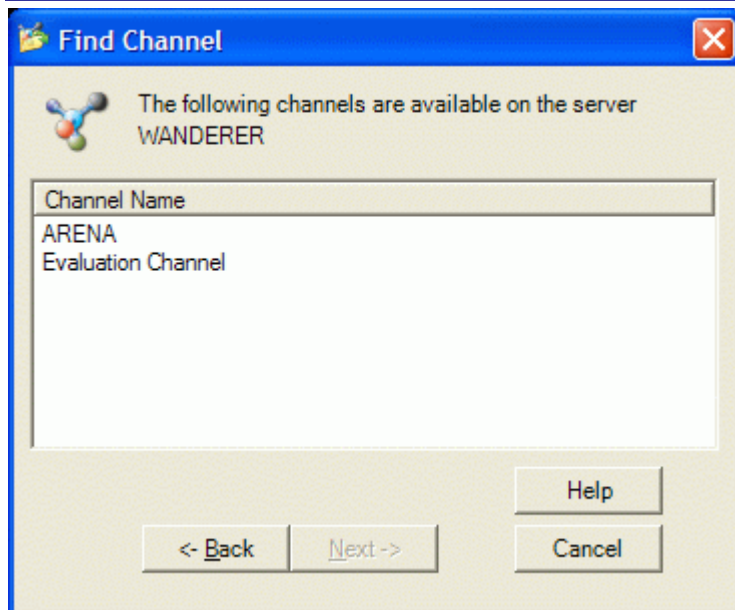 Find Channel
The following channels are available on the server
WANDERER
Channel Name
ARENA
Evaluation Channel
Help
<- Back
Next ->
Cancel